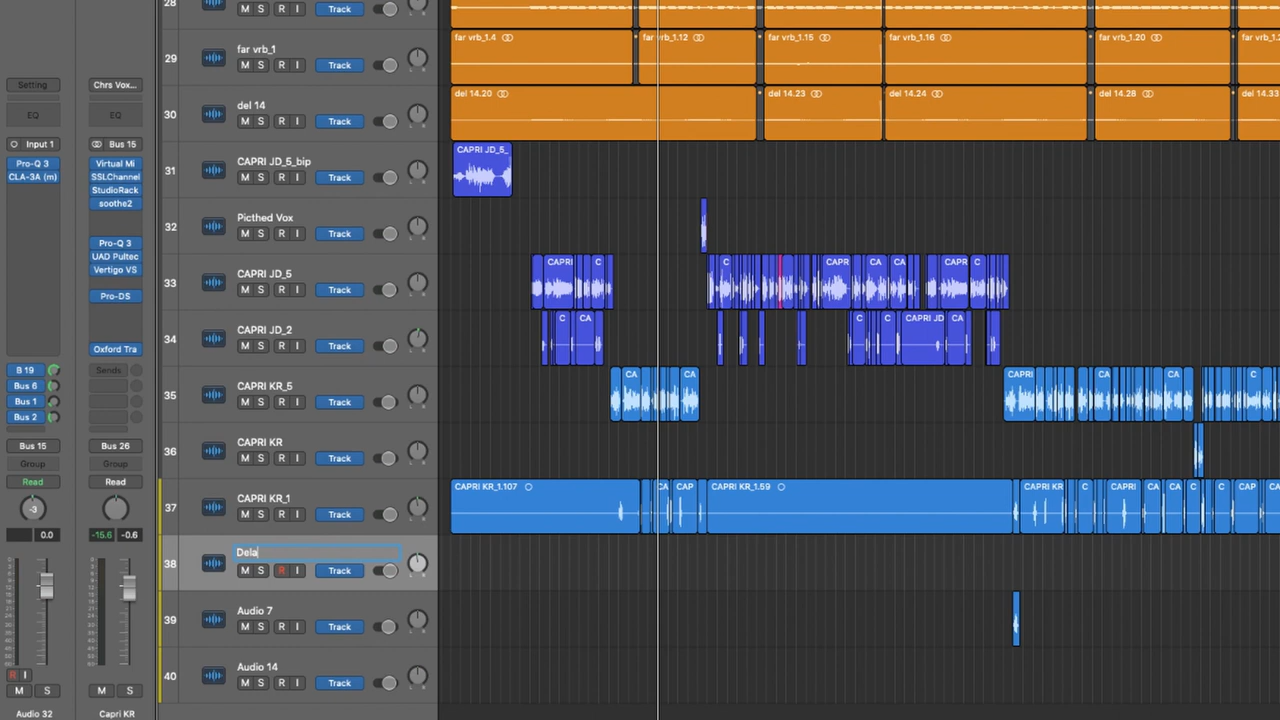 28
M S R I Track
29
far vrb_1
M S R I Track
far vrb_1.4
far vrb_1.12
far vrb_1.15
far vrb_1.16
far vrb_1.20
30
del 14
M S R I Track
del 14.20
del 14.23
del 14.24
del 14.28
del 14.33
31
CAPRI JD_5_bip
M S R I Track
CAPRI JD_5_
32
Picthed Vox
M S R I Track
33
CAPRI JD_5
M S R I Track
CAPRI
C
C
CAPR
CA
CA
CAPR
C
34
CAPRI JD_2
M S R I Track
C
CA
C
C
CAPRI JD
CA
35
CAPRI KR_5
M S R I Track
CA
CA
CAPRI
CA
CA
C
36
CAPRI KR
M S R I Track
37
CAPRI KR_1
M S R I Track
CAPRI KR_1.107
CA
CAP
CAPRI KR_1.59
CAPRI KR
C
CAPRI
CA
CA
C
C
CAP
CA
38
Dela
M S R I Track
39
Audio 7
M S R I Track
40
Audio 14
M S R I Track
Setting
EQ
Input 1
Pro-Q 3
CLA-3A (m)
B 19
Bus 6
Bus 1
Bus 2
Bus 15
Group
Read
-3
0.0
R I
M S
Audio 32
Chrs Vox...
EQ
Bus 15
Virtual Mi
SSLChannel
StudioRack
soothe2
Pro-Q 3
UAD Pultec
Vertigo VS
Pro-DS
Oxford Tra
Sends
Bus 26
Group
Read
-15.6 -0.6
M S
Capri KR